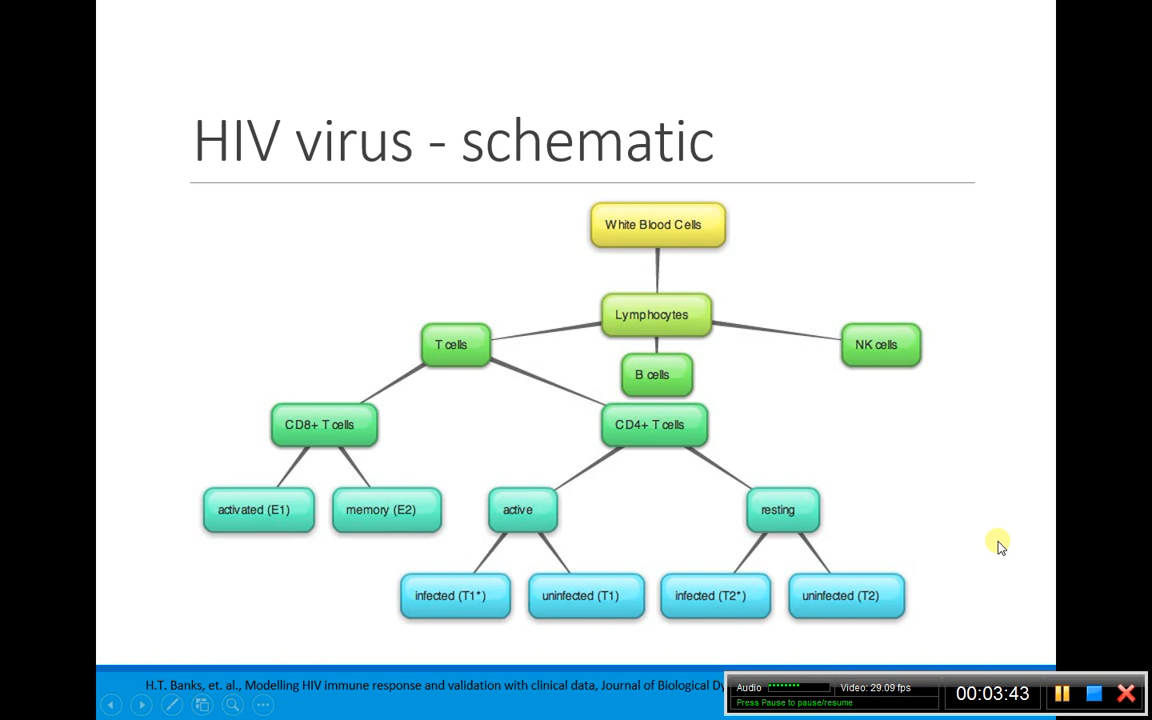 HIV virus - schematic
White Blood Cells
Lymphocytes
T cells
NK cells
B cells
CD8+ T cells
CD4+ T cells
activated (E1)
memory (E2)
active
resting
infected (T1*)
uninfected (T1)
infected (T2*)
uninfected (T2)
H.T. Banks, et. al., Modelling HIV immune response and validation with clinical data, Journal of Biological Dy
Audio
Video: 29.09 fps
Press Pause to pause/resume
00:03:43